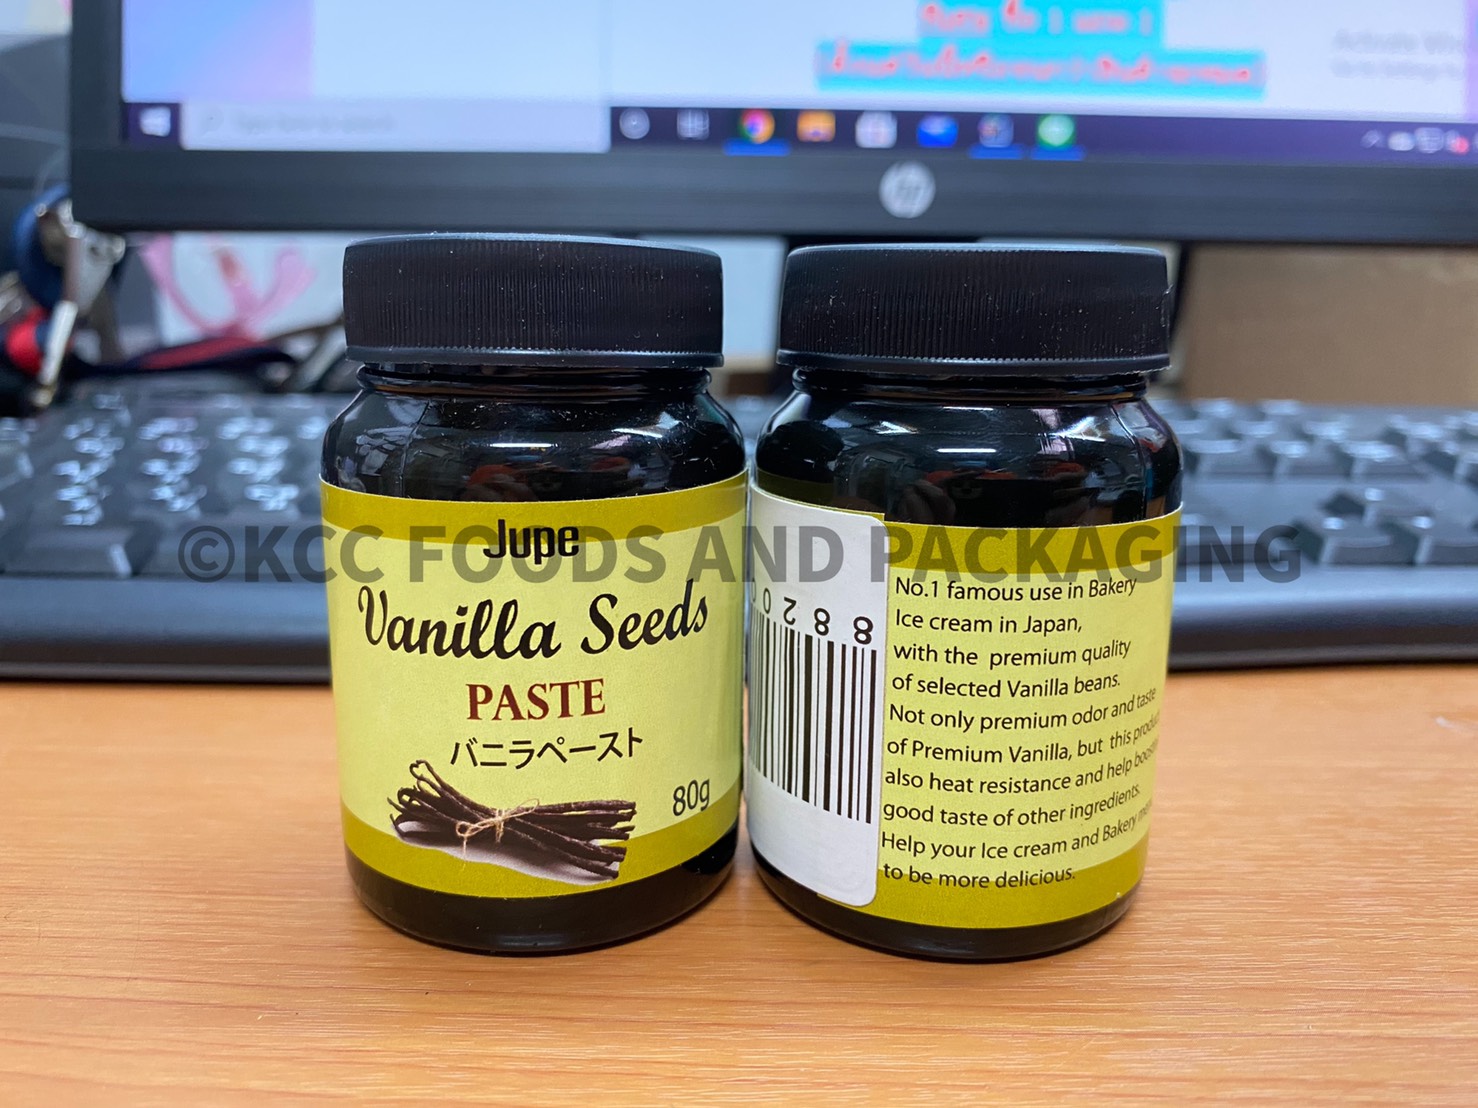 ©KCC FOODS AND PACKAGING
Jupe
Vanilla Seeds
PASTE
バニラペースト
80g
No.1 famous use in Bakery
Ice cream in Japan,
with the premium quality
of selected Vanilla beans.
Not only premium odor and taste
of Premium Vanilla, but this
also heat resistance and help
good taste of other ingredients.
Help your Ice cream and Bakery
to be more delicious.
8820
hp